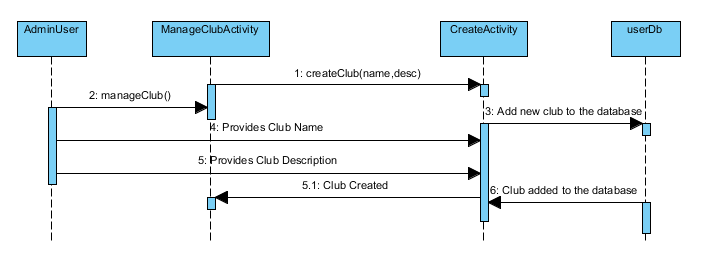 AdminUser
ManageClubActivity
CreateActivity
userDb
1: createClub(name,desc)
2: manageClub()
3: Add new club to the database
4: Provides Club Name
5: Provides Club Description
5.1: Club Created
6: Club added to the database